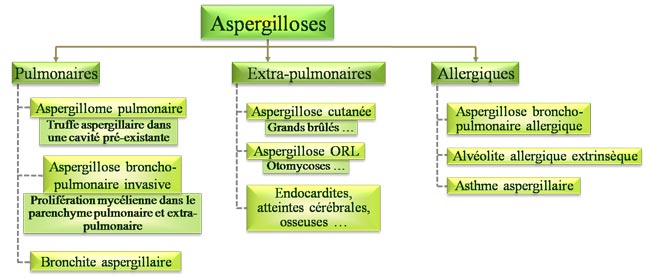 Aspergilloses
Pulmonaires
Aspergillome pulmonaire
Truffe aspergillaire dans
une cavité pré-existante
Aspergillose broncho-
pulmonaire invasive
Prolifération mycélienne dans le
parenchyme pulmonaire et extra-
pulmonaire
Bronchite aspergillaire
Extra-pulmonaires
Aspergillose cutanée
Grands brûlés …
Aspergillose ORL
Otomycoses …
Endocardites,
atteintes cérébrales,
osseuses …
Allergiques
Aspergillose broncho-
pulmonaire allergique
Alvéolite allergique extrinsèque
Asthme aspergillaire